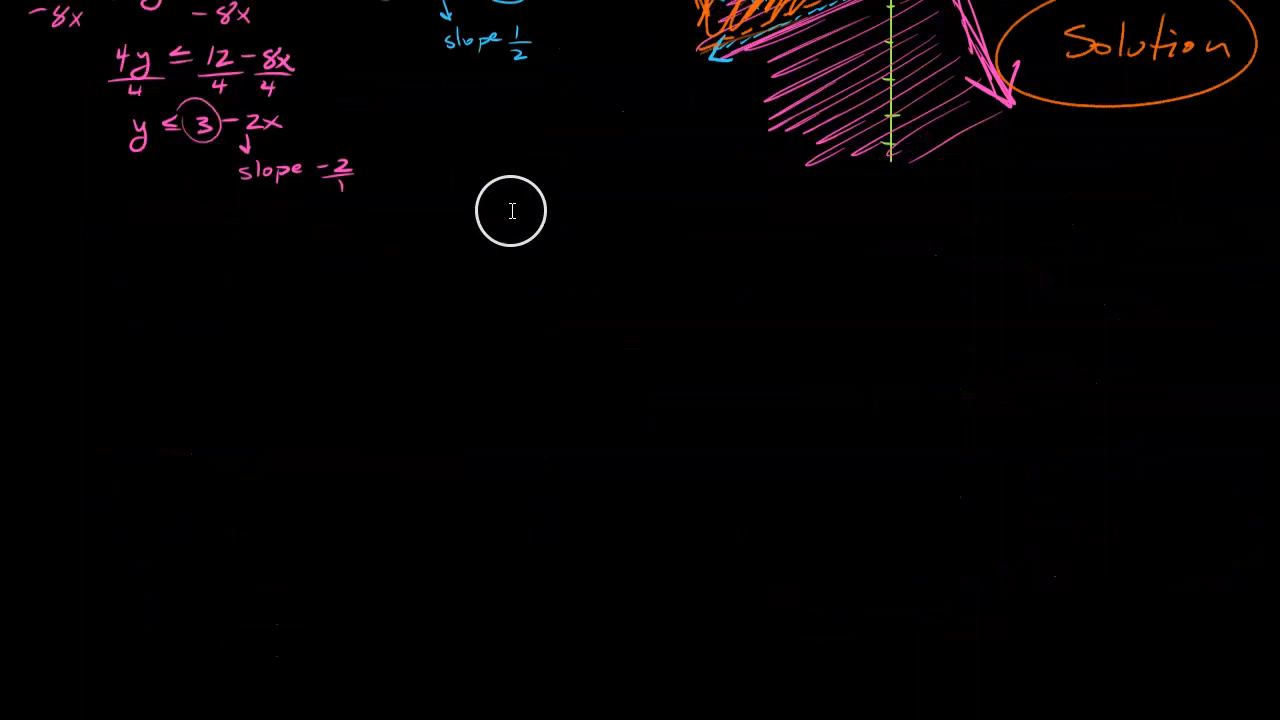 -8x -8x
4y ≤ 12 - 8x
4 4 4
y ≤ 3 - 2x
slope -2/1
slope 1/2
Solution